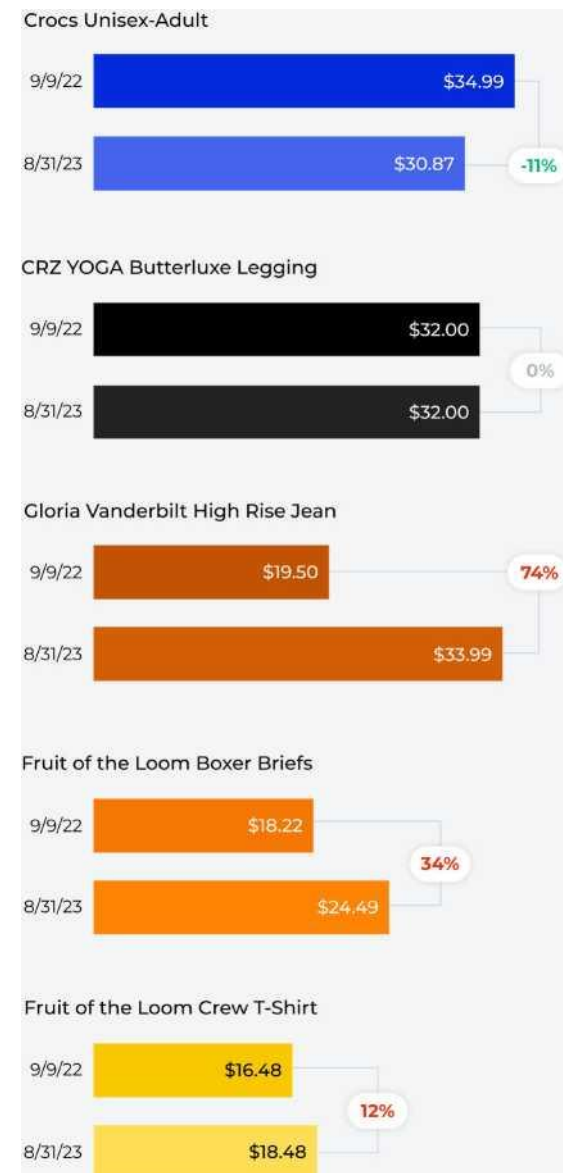 Crocs Unisex-Adult
9/9/22 $34.99
8/31/23 $30.87 -11%
CRZ YOGA Butterluxe Legging
9/9/22 $32.00
0%
8/31/23 $32.00
Gloria Vanderbilt High Rise Jean
9/9/22 $19.50 74%
8/31/23 $33.99
Fruit of the Loom Boxer Briefs
9/9/22 $18.22
34%
8/31/23 $24.49
Fruit of the Loom Crew T-Shirt
9/9/22 $16.48
12%
8/31/23 $18.48